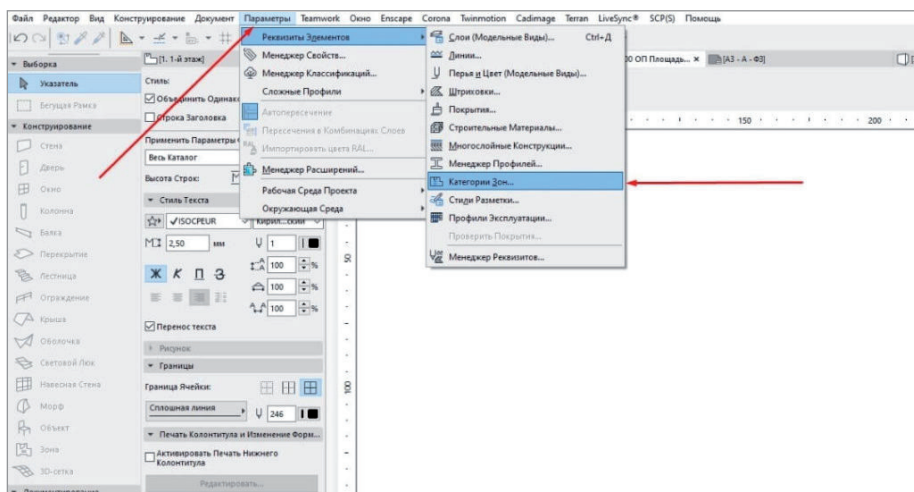 Файл Редактор Вид Конструирование Документ Параметры Teamwork Окно Enscape Corona Twinmotion Cadimage Terran LiveSync® SCP(S) Помощь
Выборка
Указатель
Бегущая Рамка
Конструирование
Стена
Дверь
Окно
Колонна
Балка
Перекрытие
Лестница
Ограждение
Крыша
Оболочка
Световой Люк
Навесная Стена
Морф
Объект
Зона
3D-сетка
Документирование
[1. 1-й этаж]
Стиль:
Объединить Одинак
Строка Заголовка
Применить Параметры
Весь Каталог
Высота Строк:
Стиль Текста
ISOCPEUR
Кирил...ский
2,50 мм
1
Ж К П З
100 %
100 %
100 %
Перенос текста
Рисунок
Границы
Граница Ячейки:
Сплошная линия
246
Печать Колонтитула и Изменение Форм...
Активировать Печать Нижнего
Колонтитула
Редактировать...
Реквизиты Элементов
Менеджер Свойств...
Менеджер Классификаций...
Сложные Профили
Автопересечение
Пересечения в Комбинациях Слоев
Импортировать цвета RAL...
Менеджер Расширений...
Рабочая Среда Проекта
Окружающая Среда
Слои (Модельные Виды)... Ctrl+Д
Линии...
Перья и Цвет (Модельные Виды)...
Штриховки...
Покрытия...
Строительные Материалы...
Многослойные Конструкции...
Менеджер Профилей...
Категории Зон...
Стили Разметки...
Профили Эксплуатации...
Проверить Покрытия...
Менеджер Реквизитов...
00 ОП Площадь...
[А3 - А - Ф3]
150
200
50
100